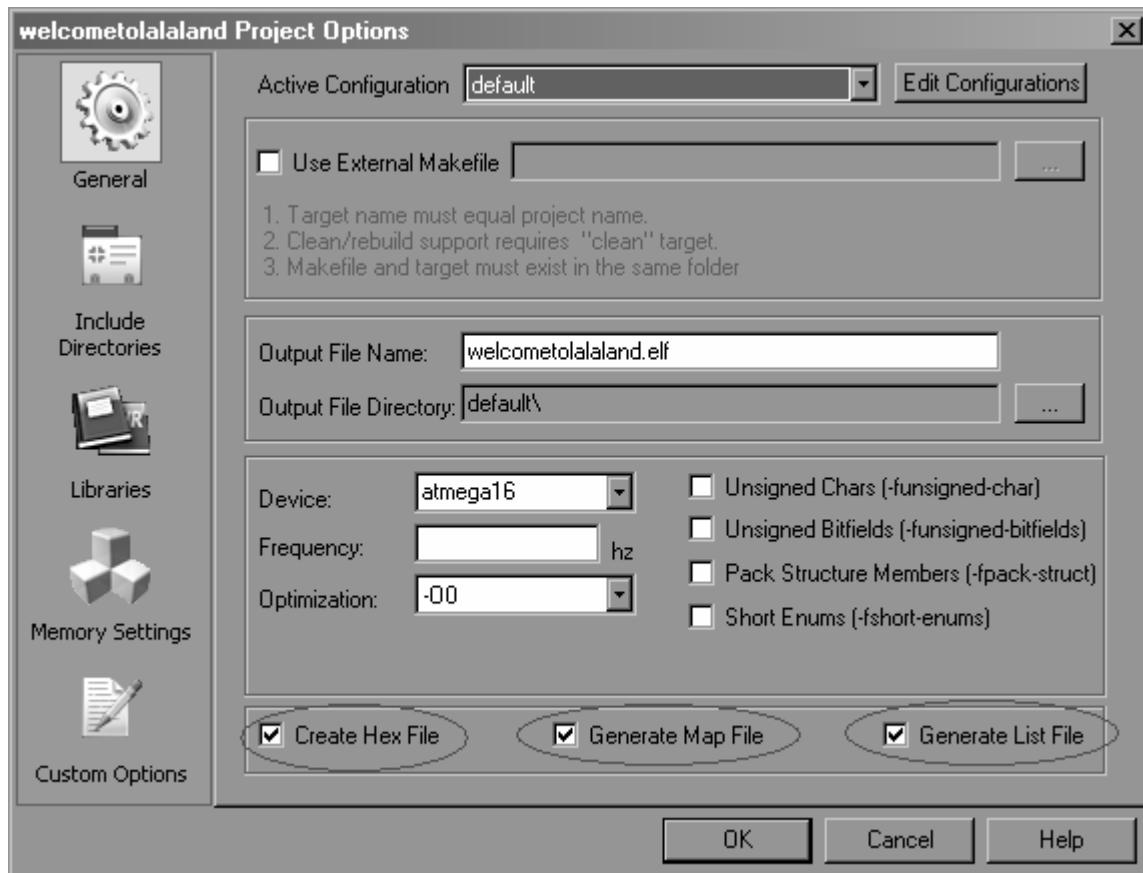 welcometolalaland Project Options
General
Include
Directories
Libraries
Memory Settings
Custom Options
Active Configuration default Edit Configurations
Use External Makefile ...
1. Target name must equal project name.
2. Clean/rebuild support requires "clean" target.
3. Makefile and target must exist in the same folder
Output File Name: welcometolalaland.elf
Output File Directory: default\ ...
Device: atmega16
Frequency: hz
Optimization: -O0
Unsigned Chars (-funsigned-char)
Unsigned Bitfields (-funsigned-bitfields)
Pack Structure Members (-fpack-struct)
Short Enums (-fshort-enums)
Create Hex File Generate Map File Generate List File
OK Cancel Help